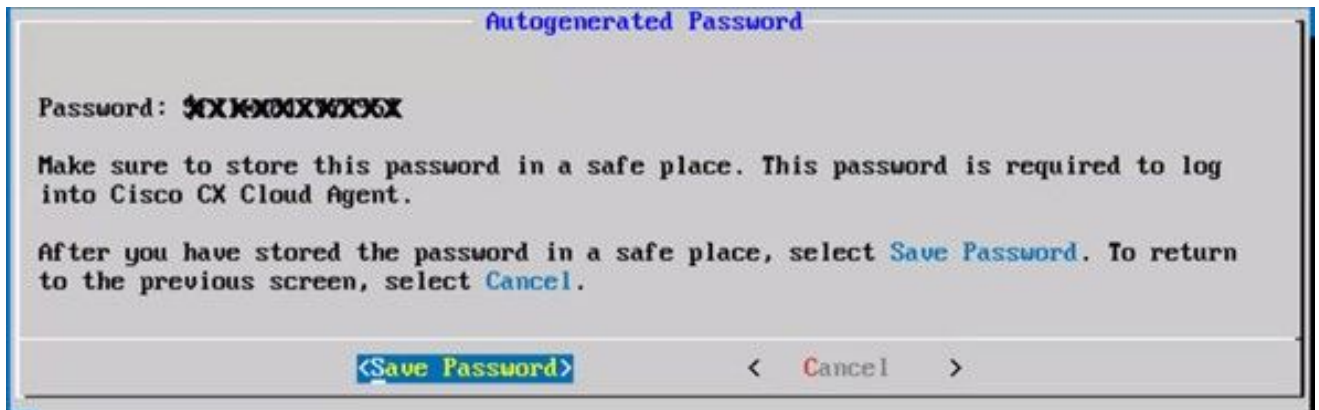 Autogenerated Password
Password:
Make sure to store this password in a safe place. This password is required to log
into Cisco CX Cloud Agent.
After you have stored the password in a safe place, select Save Password. To return
to the previous screen, select Cancel.
<Save Password> < Cancel >